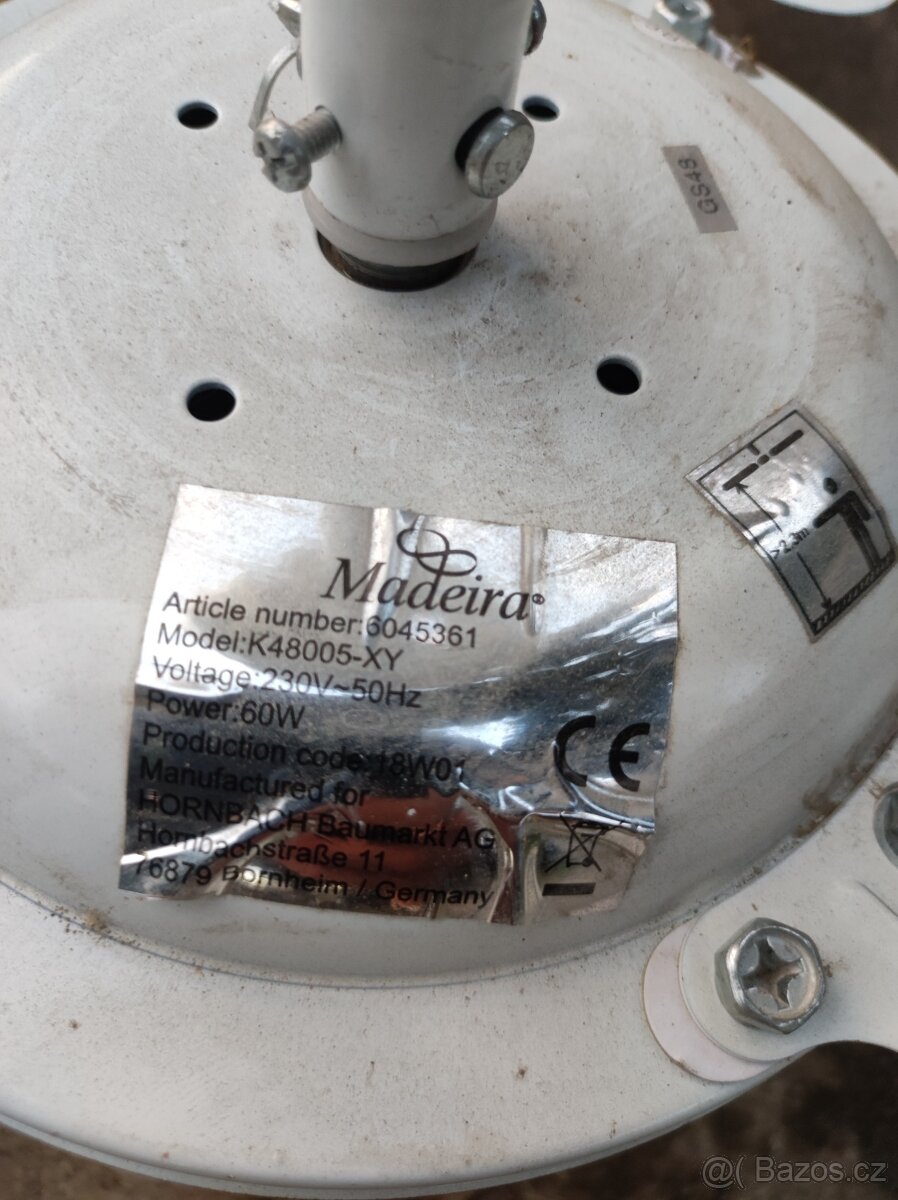 GS48
>2.3m
Madeira®
Article number:6045361
Model:K48005-XY
Voltage:230V~50Hz
Power:60W
Production code:18W01
Manufactured for
HORNBACH Baumarkt AG
Hornbachstraße 11
76879 Bornheim / Germany
CE
@( Bazos.cz